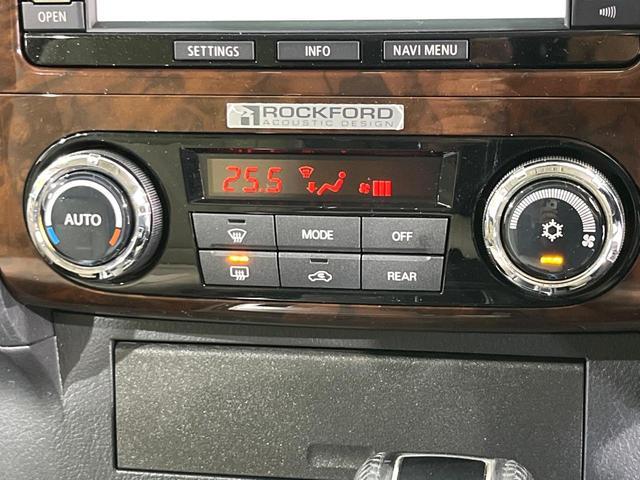 OPEN
SETTINGS
INFO
NAVI MENU
ROCKFORD
ACOUSTIC DESIGN
25.5
AUTO
MODE
OFF
REAR